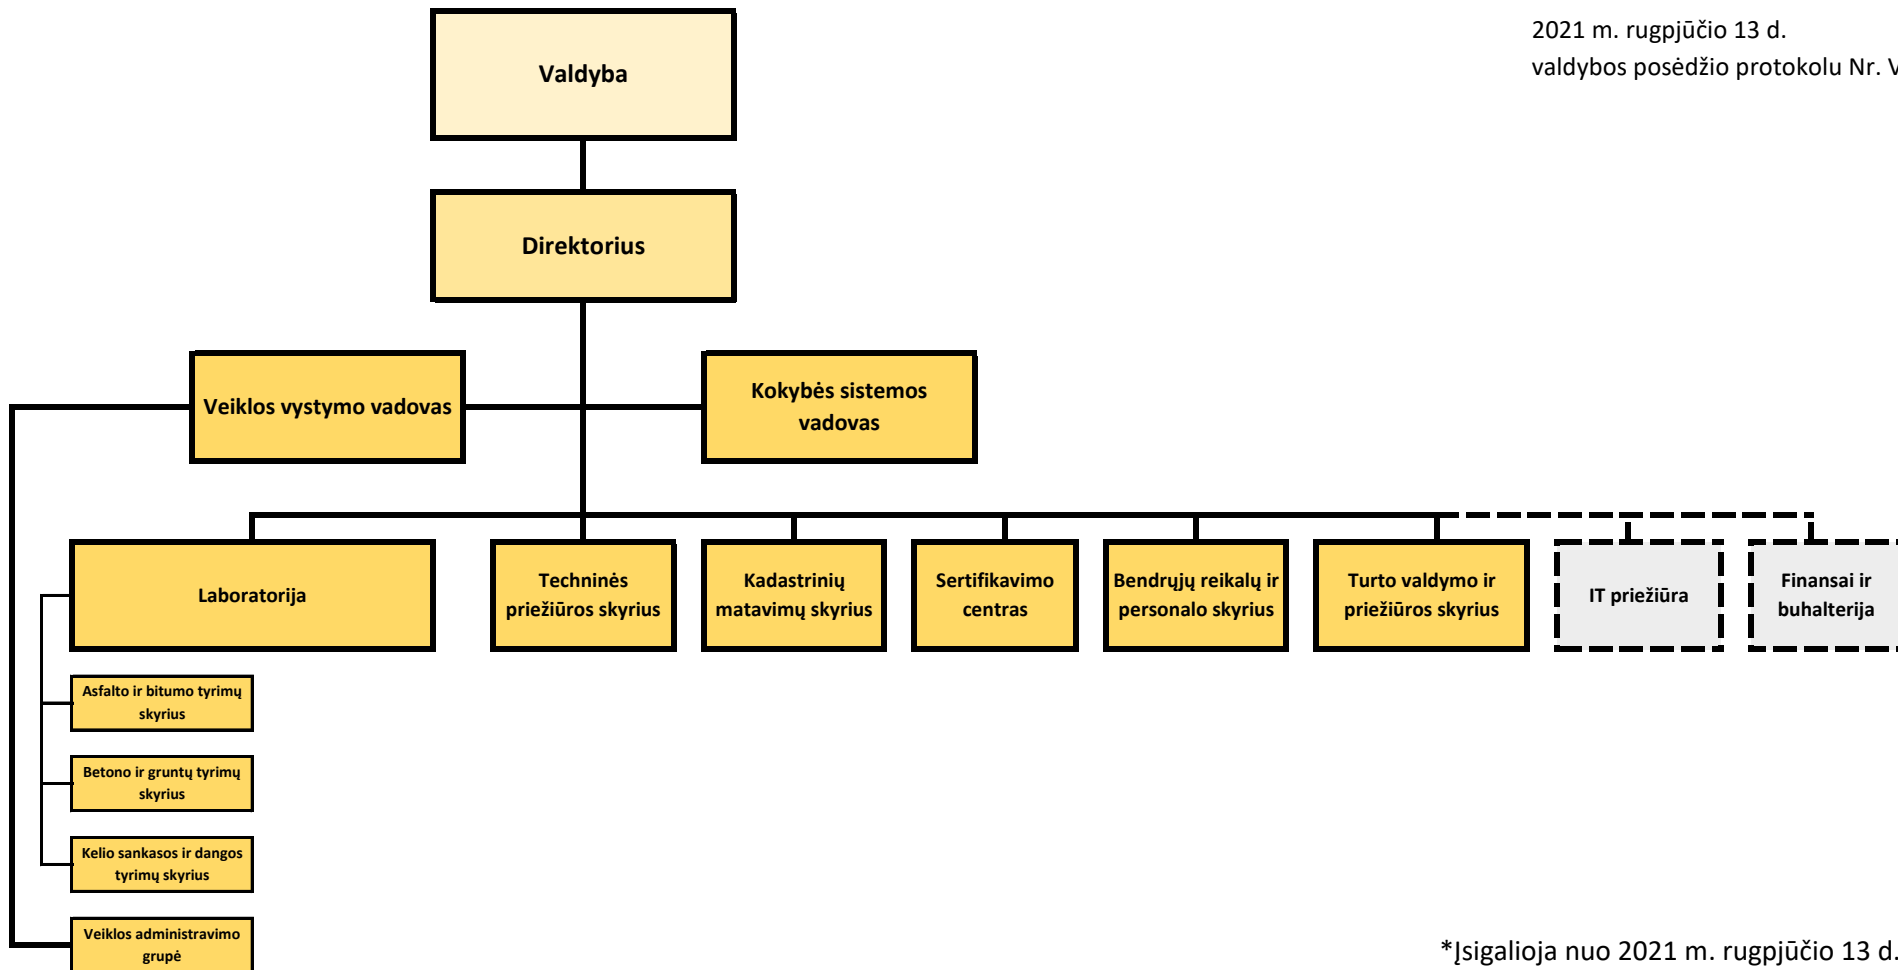 2021 m. rugpjūčio 13 d.
valdybos posėdžio protokolu Nr. V
Valdyba
Direktorius
Veiklos vystymo vadovas
Kokybės sistemos
vadovas
Laboratorija
Techninės
priežiūros skyrius
Kadastrinių
matavimų skyrius
Sertifikavimo
centras
Bendrųjų reikalų ir
personalo skyrius
Turto valdymo ir
priežiūros skyrius
IT priežiūra
Finansai ir
buhalterija
Asfalto ir bitumo tyrimų
skyrius
Betono ir gruntų tyrimų
skyrius
Kelio sankasos ir dangos
tyrimų skyrius
Veiklos administravimo
grupė
*Įsigalioja nuo 2021 m. rugpjūčio 13 d.